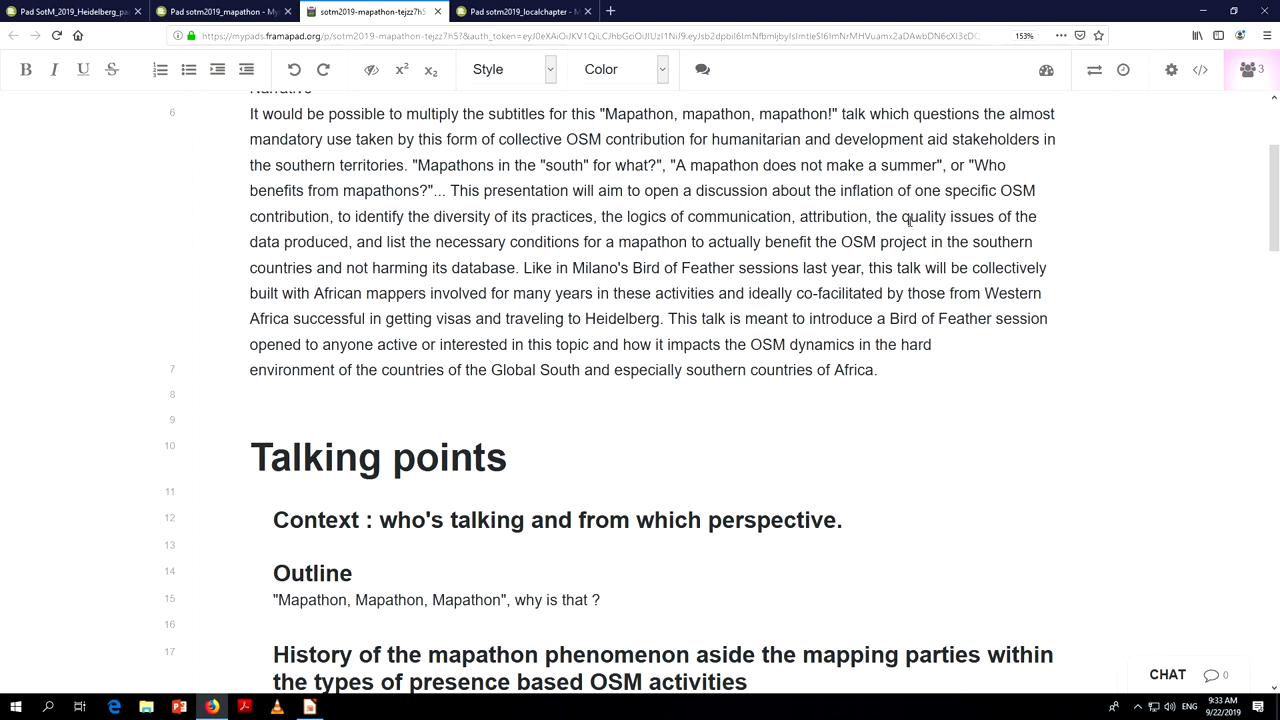 Pad SotM_2019_Heidelberg_pa
Pad sotm2019_mapathon - My
sotm2019-mapathon-tejzz7h5
Pad sotm2019_localchapter - M
153%
B I U S
x² x₂
Style
Color
3
Narrative
6
It would be possible to multiply the subtitles for this "Mapathon, mapathon, mapathon!" talk which questions the almost
mandatory use taken by this form of collective OSM contribution for humanitarian and development aid stakeholders in
the southern territories. "Mapathons in the "south" for what?", "A mapathon does not make a summer", or "Who
benefits from mapathons?"... This presentation will aim to open a discussion about the inflation of one specific OSM
contribution, to identify the diversity of its practices, the logics of communication, attribution, the quality issues of the
data produced, and list the necessary conditions for a mapathon to actually benefit the OSM project in the southern
countries and not harming its database. Like in Milano's Bird of Feather sessions last year, this talk will be collectively
built with African mappers involved for many years in these activities and ideally co-facilitated by those from Western
Africa successful in getting visas and traveling to Heidelberg. This talk is meant to introduce a Bird of Feather session
opened to anyone active or interested in this topic and how it impacts the OSM dynamics in the hard
7
environment of the countries of the Global South and especially southern countries of Africa.
8
9
10
Talking points
11
12
Context : who's talking and from which perspective.
13
14
Outline
15
"Mapathon, Mapathon, Mapathon", why is that ?
16
17
History of the mapathon phenomenon aside the mapping parties within
the types of presence based OSM activities
CHAT 0
ENG
9:33 AM
9/22/2019